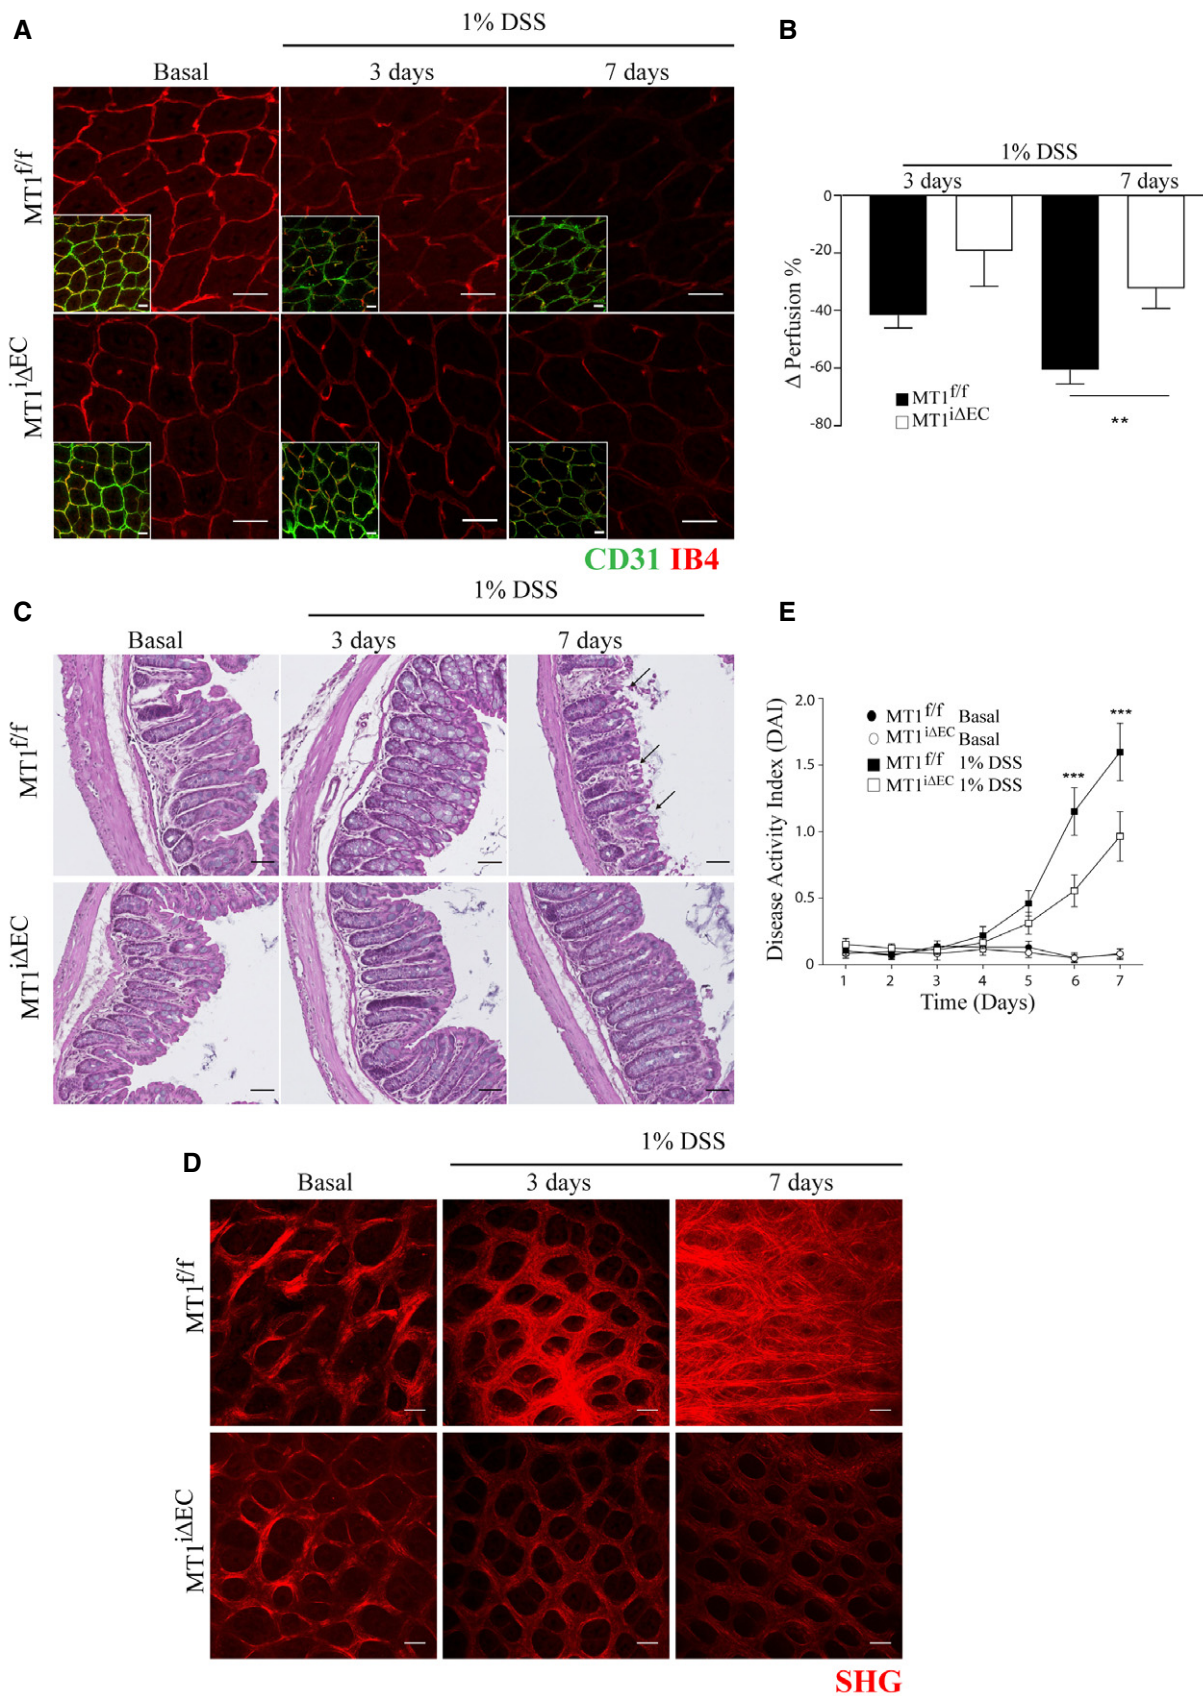 A
1% DSS
Basal 3 days 7 days
MT1f/f
MT1iΔEC
CD31 IB4
B
1% DSS
3 days 7 days
0
-20
-40
-60
-80
Δ Perfusion %
MT1f/f
MT1iΔEC
**
C
1% DSS
Basal 3 days 7 days
MT1f/f
MT1iΔEC
E
2.0
1.5
1.0
0.5
0
Disease Activity Index (DAI)
MT1f/f Basal
MT1iΔEC Basal
MT1f/f 1% DSS
MT1iΔEC 1% DSS
***
***
1 2 3 4 5 6 7
Time (Days)
D
1% DSS
Basal 3 days 7 days
MT1f/f
MT1iΔEC
SHG